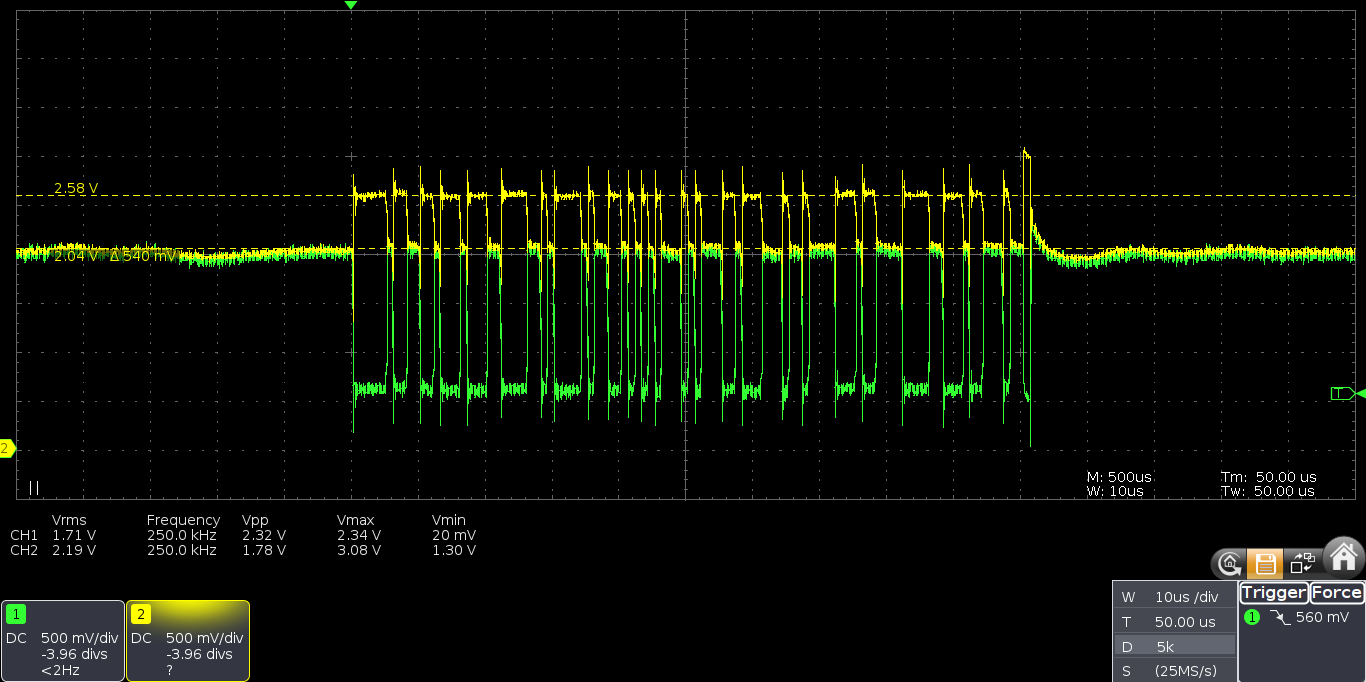 2.58 V
2.04 V Δ 540 mV
T
2
M: 500us Tm: 50.00 us
W: 10us Tw: 50.00 us
Vrms Frequency Vpp Vmax Vmin
CH1 1.71 V 250.0 kHz 2.32 V 2.34 V 20 mV
CH2 2.19 V 250.0 kHz 1.78 V 3.08 V 1.30 V
1
DC 500 mV/div
-3.96 divs
<2Hz
2
DC 500 mV/div
-3.96 divs
?
W 10us /div
T 50.00 us
D 5k
S (25MS/s)
Trigger Force
1 560 mV